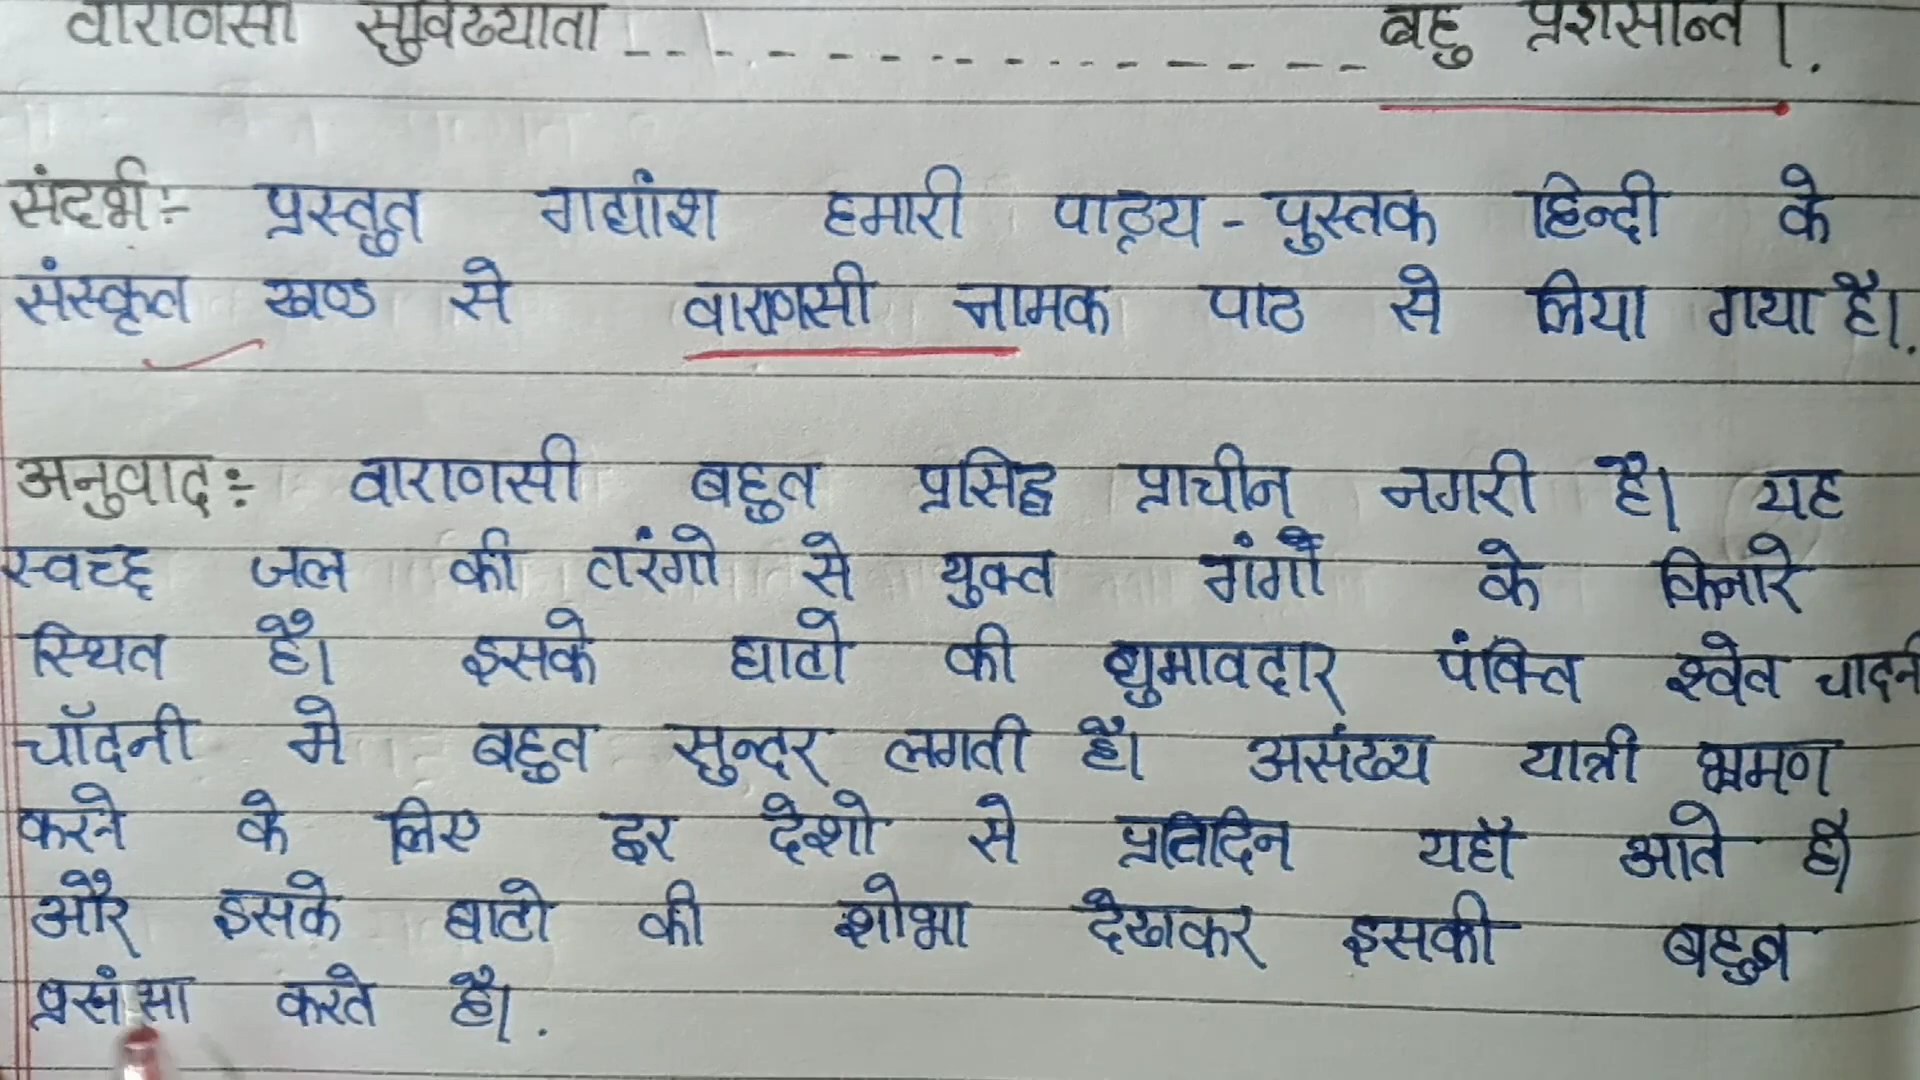 वाराणसी सुविख्याता - - - - - - - - - - - - - - बहु प्रशंसन्ति।
संदर्भ:- प्रस्तुत गद्यांश हमारी पाठ्य-पुस्तक हिन्दी के
संस्कृत खण्ड से वाराणसी नामक पाठ से लिया गया है।
अनुवाद:- वाराणसी बहुत प्रसिद्ध प्राचीन नगरी है। यह
स्वच्छ जल की तरंगो से युक्त गंगा के किनारे
स्थित है। इसके घाटो की घुमावदार पंक्ति श्वेत चादनी
चाँदनी मे बहुत सुन्दर लगती है। असंख्य यात्री भ्रमण
करने के लिए दूर देशो से प्रतिदिन यहाँ आते है
और इसके घाटो की शोभा देखकर इसकी बहुत
प्रसंसा करते है।